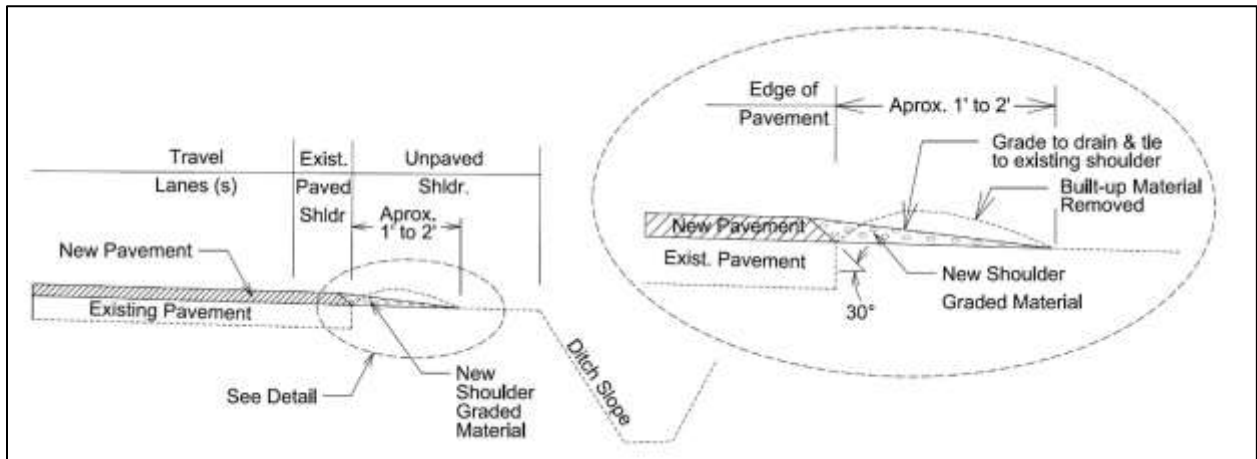 Travel
Lanes (s)
Exist.
Paved
Shldr
Unpaved
Shldr.
Aprox.
1' to 2'
New Pavement
Existing Pavement
See Detail
New
Shoulder
Graded
Material
Ditch Slope
Edge of
Pavement
Aprox. 1' to 2'
Grade to drain & tie
to existing shoulder
Built-up Material
Removed
New Pavement
Exist. Pavement
New Shoulder
Graded Material
30°